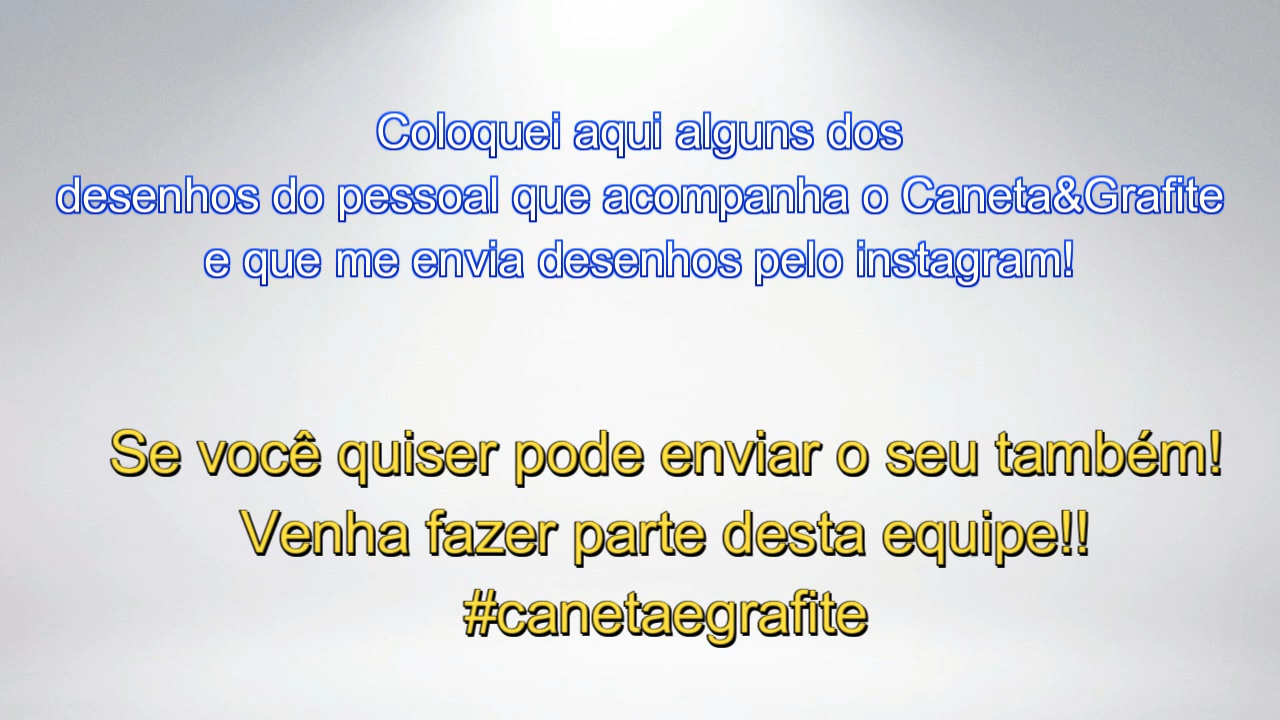 Coloquei aqui alguns dos
desenhos do pessoal que acompanha o Caneta&Grafite
e que me envia desenhos pelo instagram!
Se você quiser pode enviar o seu também!
Venha fazer parte desta equipe!!
#canetaegrafite